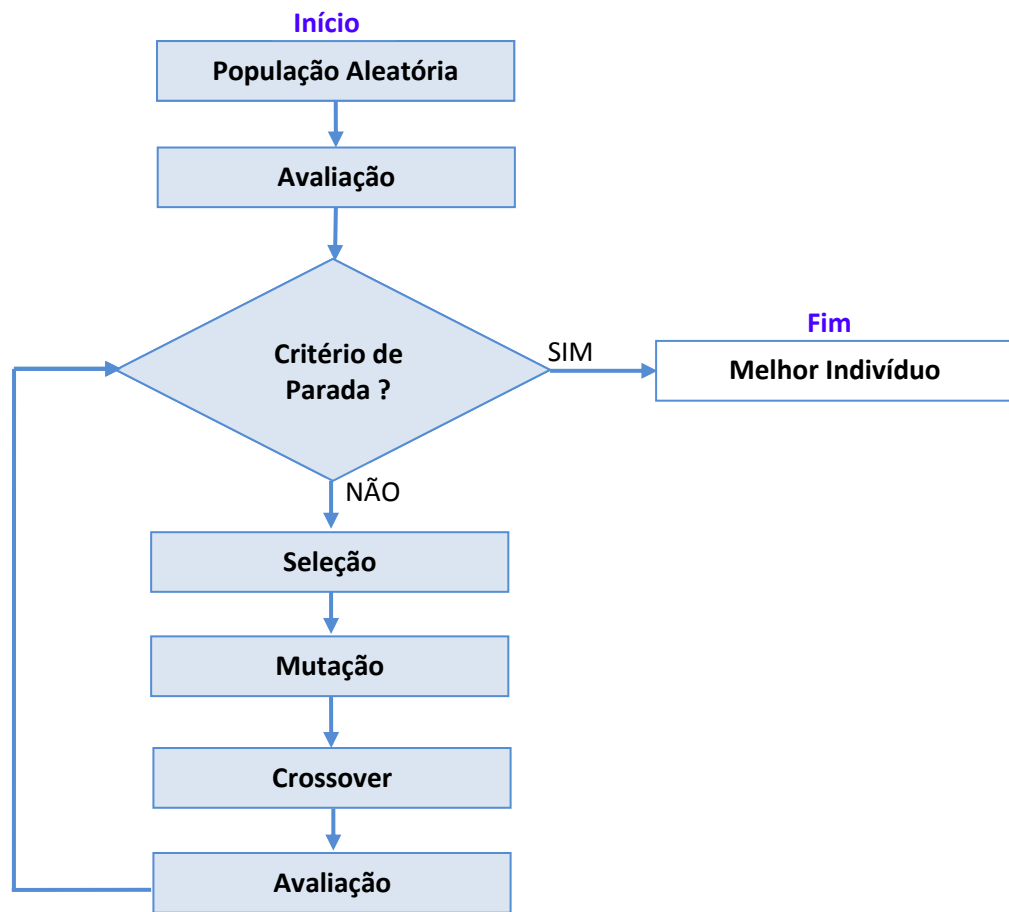 Início
População Aleatória
Avaliação
Critério de
Parada ?
SIM
Fim
Melhor Indivíduo
NÃO
Seleção
Mutação
Crossover
Avaliação